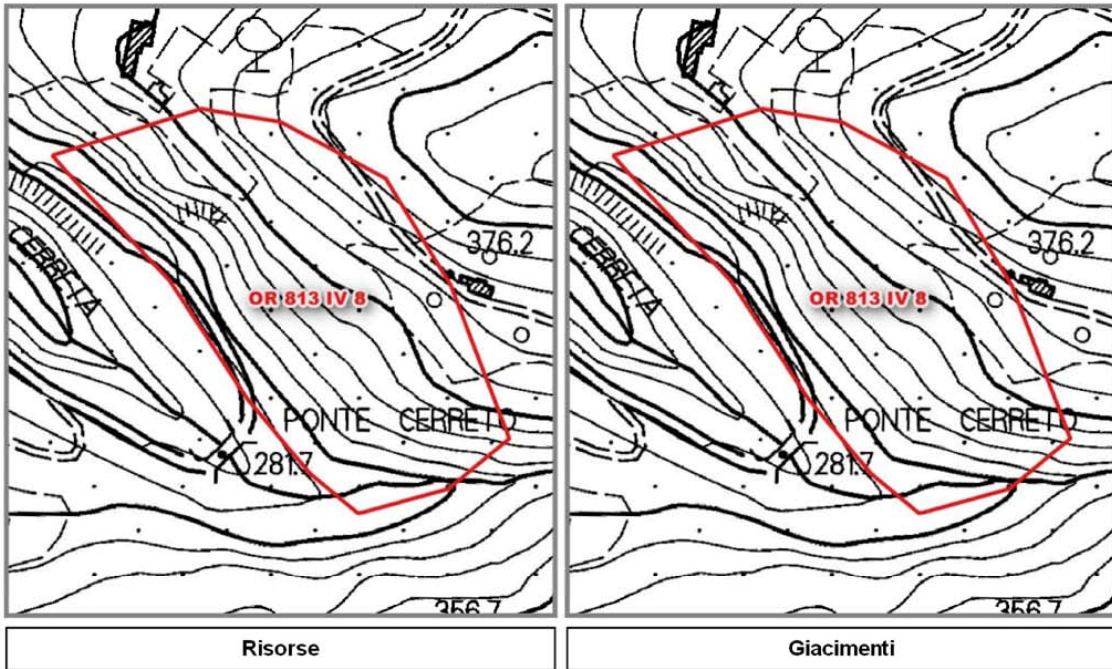 CERRETA
376.2
OR 813 IV 8
PONTE CERRETO
281.7
356.7
Risorse
CERRETA
376.2
OR 813 IV 8
PONTE CERRETO
281.7
356.7
Giacimenti